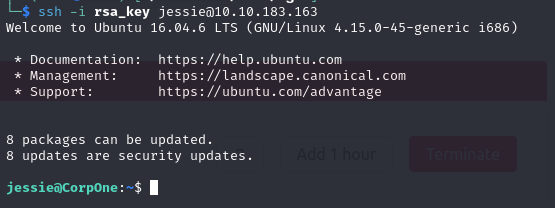 └─$ ssh -i rsa_key jessie@10.10.183.163
Welcome to Ubuntu 16.04.6 LTS (GNU/Linux 4.15.0-45-generic i686)
* Documentation: https://help.ubuntu.com
* Management: https://landscape.canonical.com
* Support: https://ubuntu.com/advantage
8 packages can be updated.
8 updates are security updates.
Add 1 hour
Terminate
jessie@CorpOne:~$